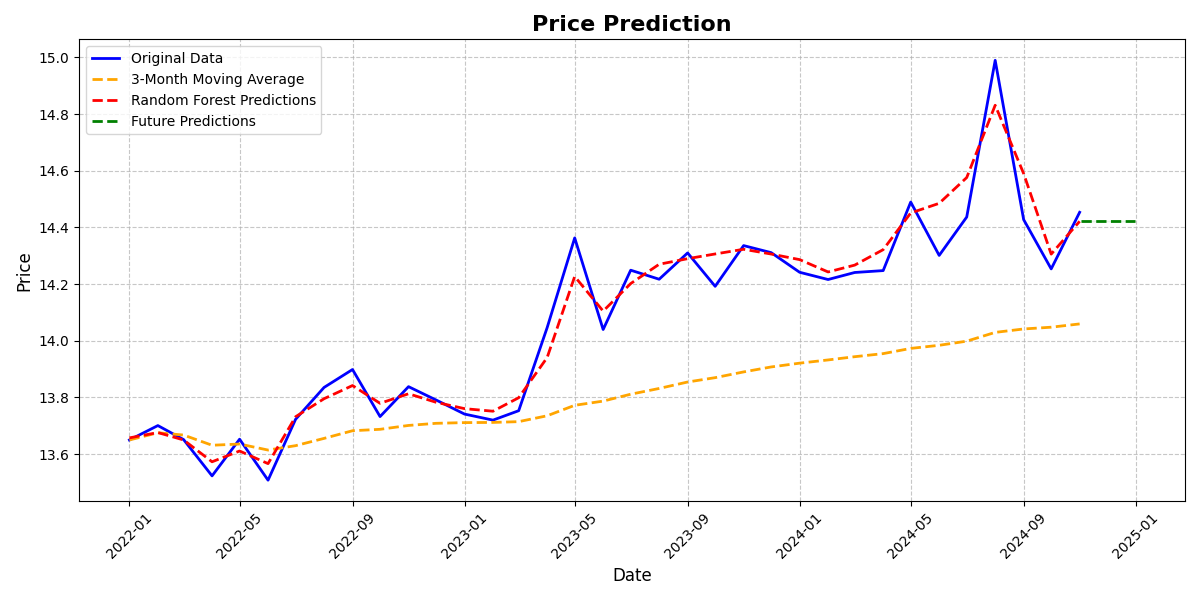 Price Prediction
Original Data
3-Month Moving Average
Random Forest Predictions
Future Predictions
Price
15.0
14.8
14.6
14.4
14.2
14.0
13.8
13.6
2022-01
2022-05
2022-09
2023-01
2023-05
2023-09
2024-01
2024-05
2024-09
2025-01
Date